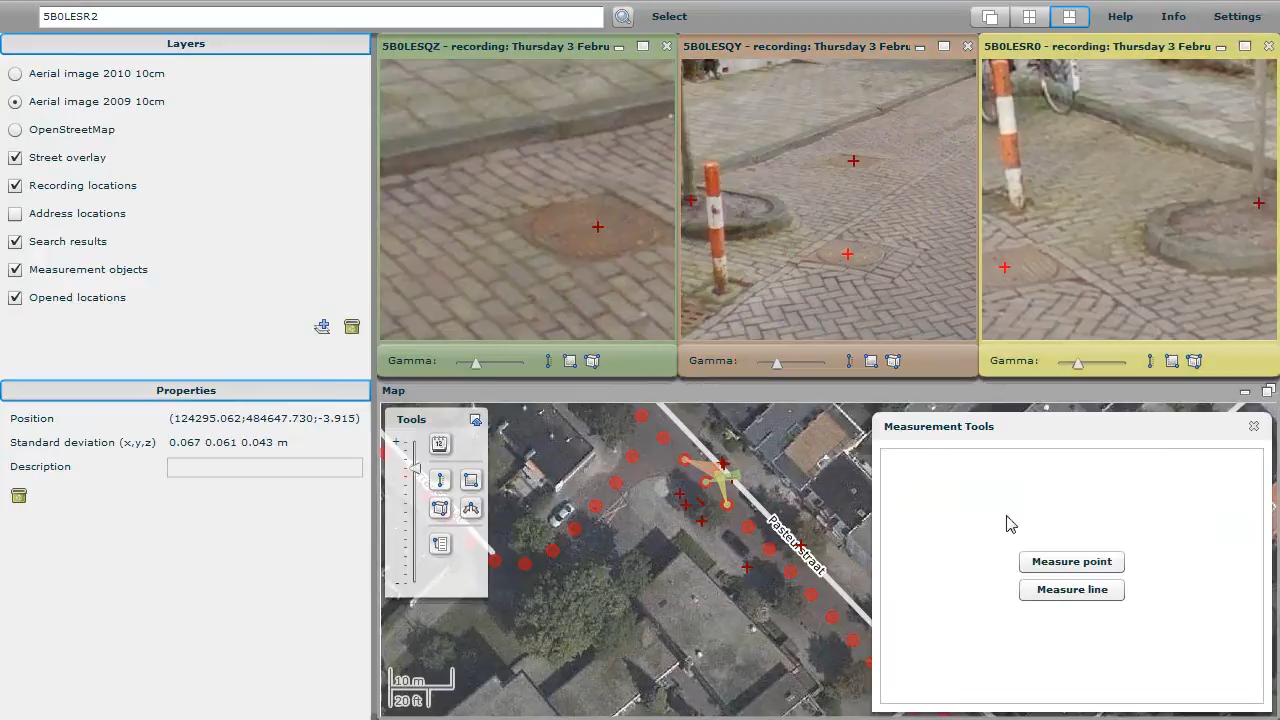 5B0LESR2
Select
Help
Info
Settings
Layers
Aerial image 2010 10cm
Aerial image 2009 10cm
OpenStreetMap
Street overlay
Recording locations
Address locations
Search results
Measurement objects
Opened locations
5B0LESQZ - recording: Thursday 3 Febru
5B0LESQY - recording: Thursday 3 Febru
5B0LESR0 - recording: Thursday 3 Febru
Gamma:
Gamma:
Gamma:
Properties
Position (124295.062;484647.730;-3.915)
Standard deviation (x,y,z) 0.067 0.061 0.043 m
Description
Map
Tools
12
Pasteurstraat
10 m
20 ft
Measurement Tools
Measure point
Measure line